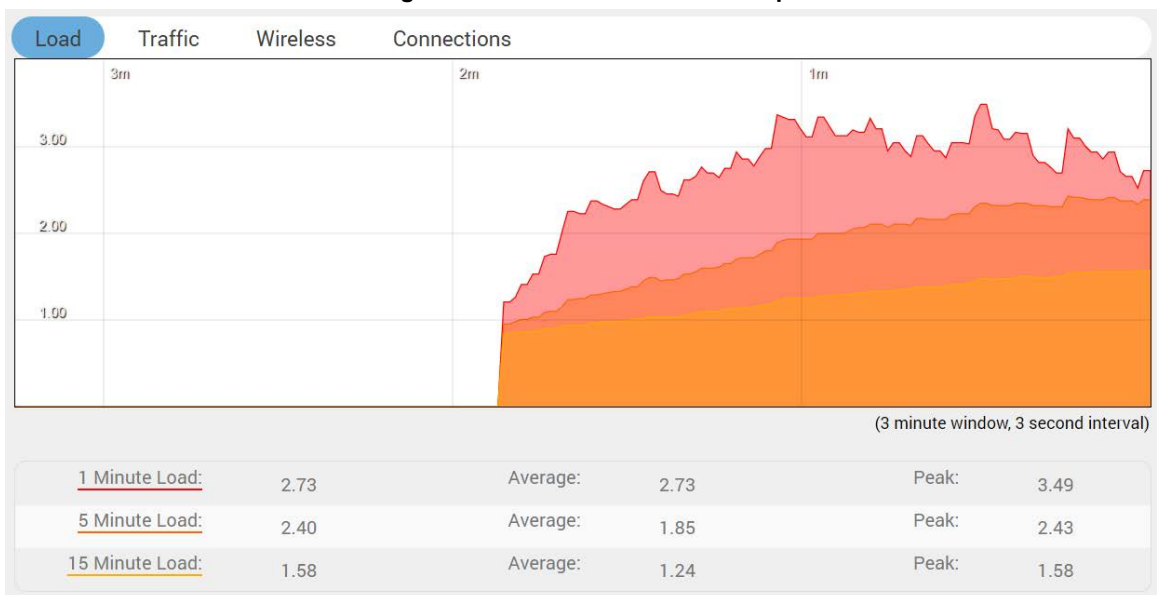 Load Traffic Wireless Connections
3m 2m 1m
3.00
2.00
1.00
(3 minute window, 3 second interval)
1 Minute Load: 2.73 Average: 2.73 Peak: 3.49
5 Minute Load: 2.40 Average: 1.85 Peak: 2.43
15 Minute Load: 1.58 Average: 1.24 Peak: 1.58